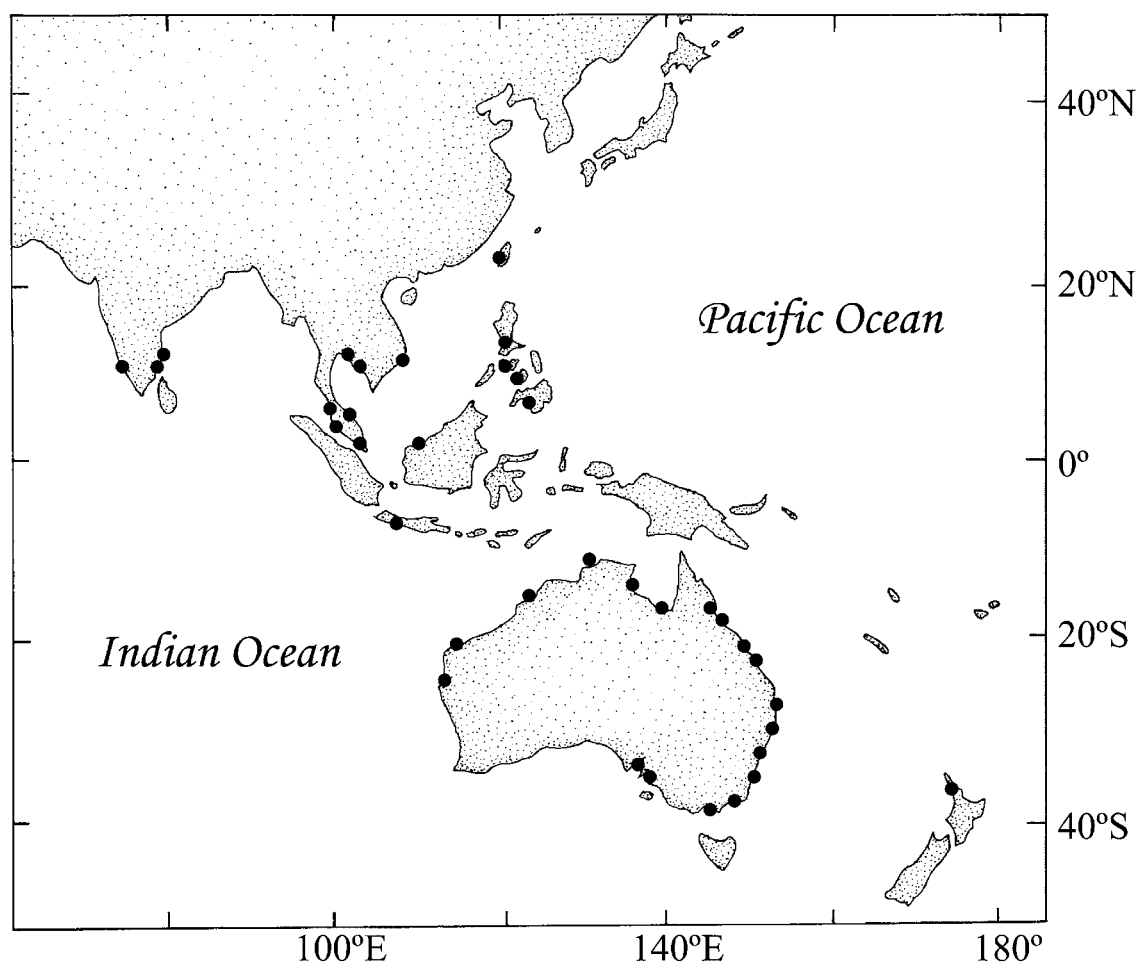 40ºN
20ºN
Pacific Ocean
0º
Indian Ocean
20ºS
40ºS
100ºE
140ºE
180º